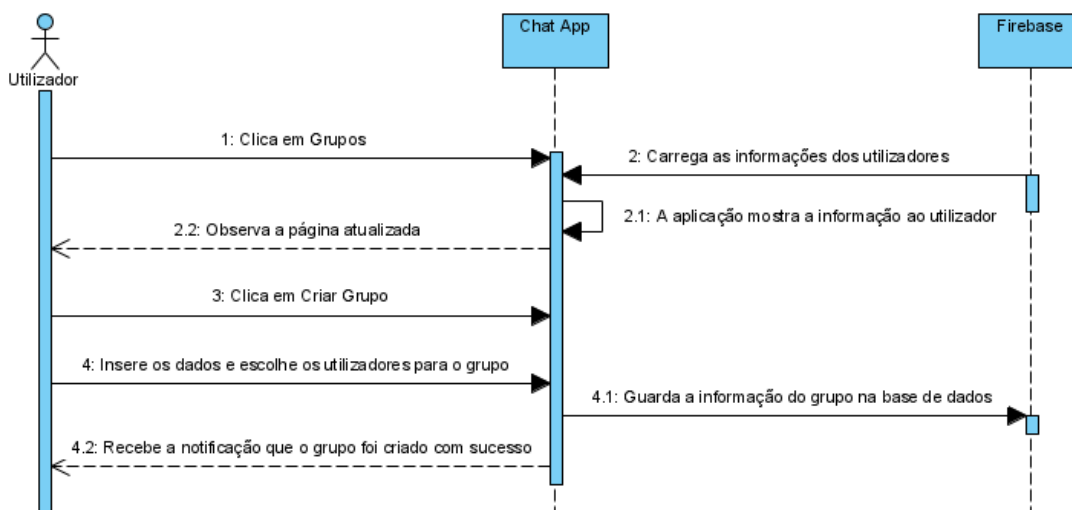 Utilizador
Chat App
Firebase
1: Clica em Grupos
2: Carrega as informações dos utilizadores
2.1: A aplicação mostra a informação ao utilizador
2.2: Observa a página atualizada
3: Clica em Criar Grupo
4: Insere os dados e escolhe os utilizadores para o grupo
4.1: Guarda a informação do grupo na base de dados
4.2: Recebe a notificação que o grupo foi criado com sucesso